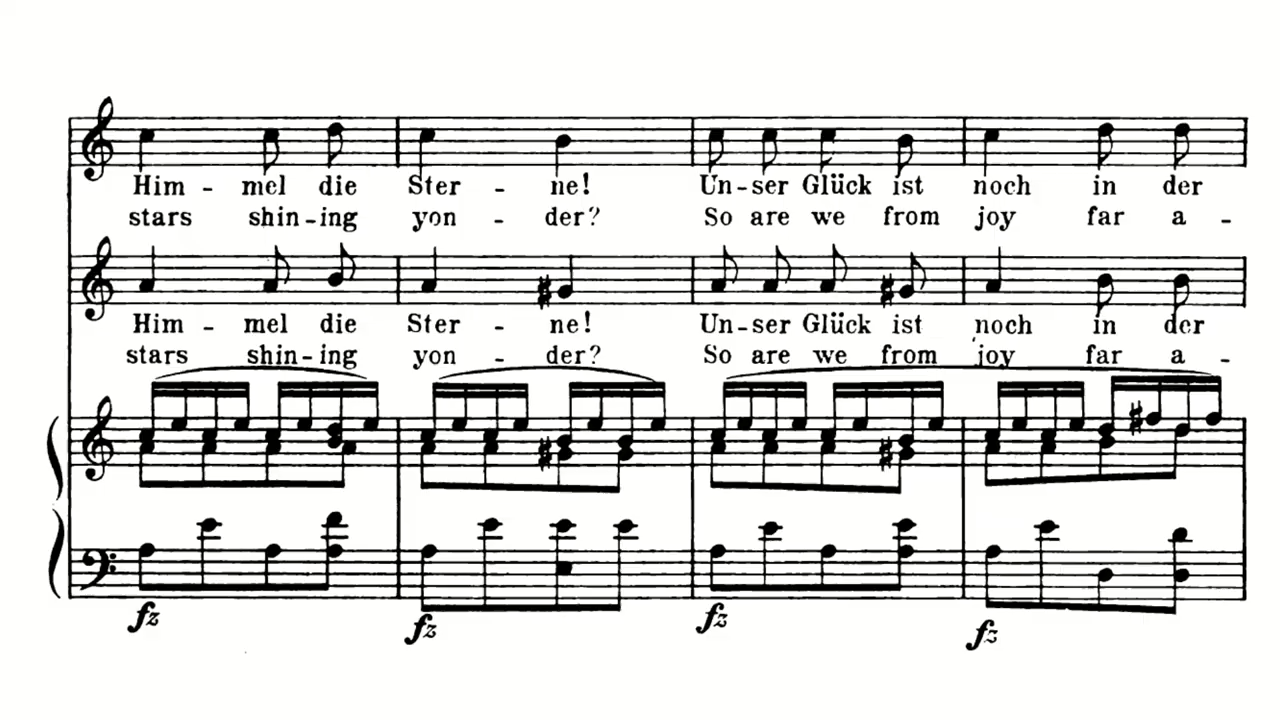 Him - mel die Ster - ne! Un-ser Glück ist noch in der
stars shin-ing yon - der? So are we from joy far a -
Him - mel die Ster - ne! Un-ser Glück ist noch in der
stars shin-ing yon - der? So are we from joy far a -
fz fz fz fz